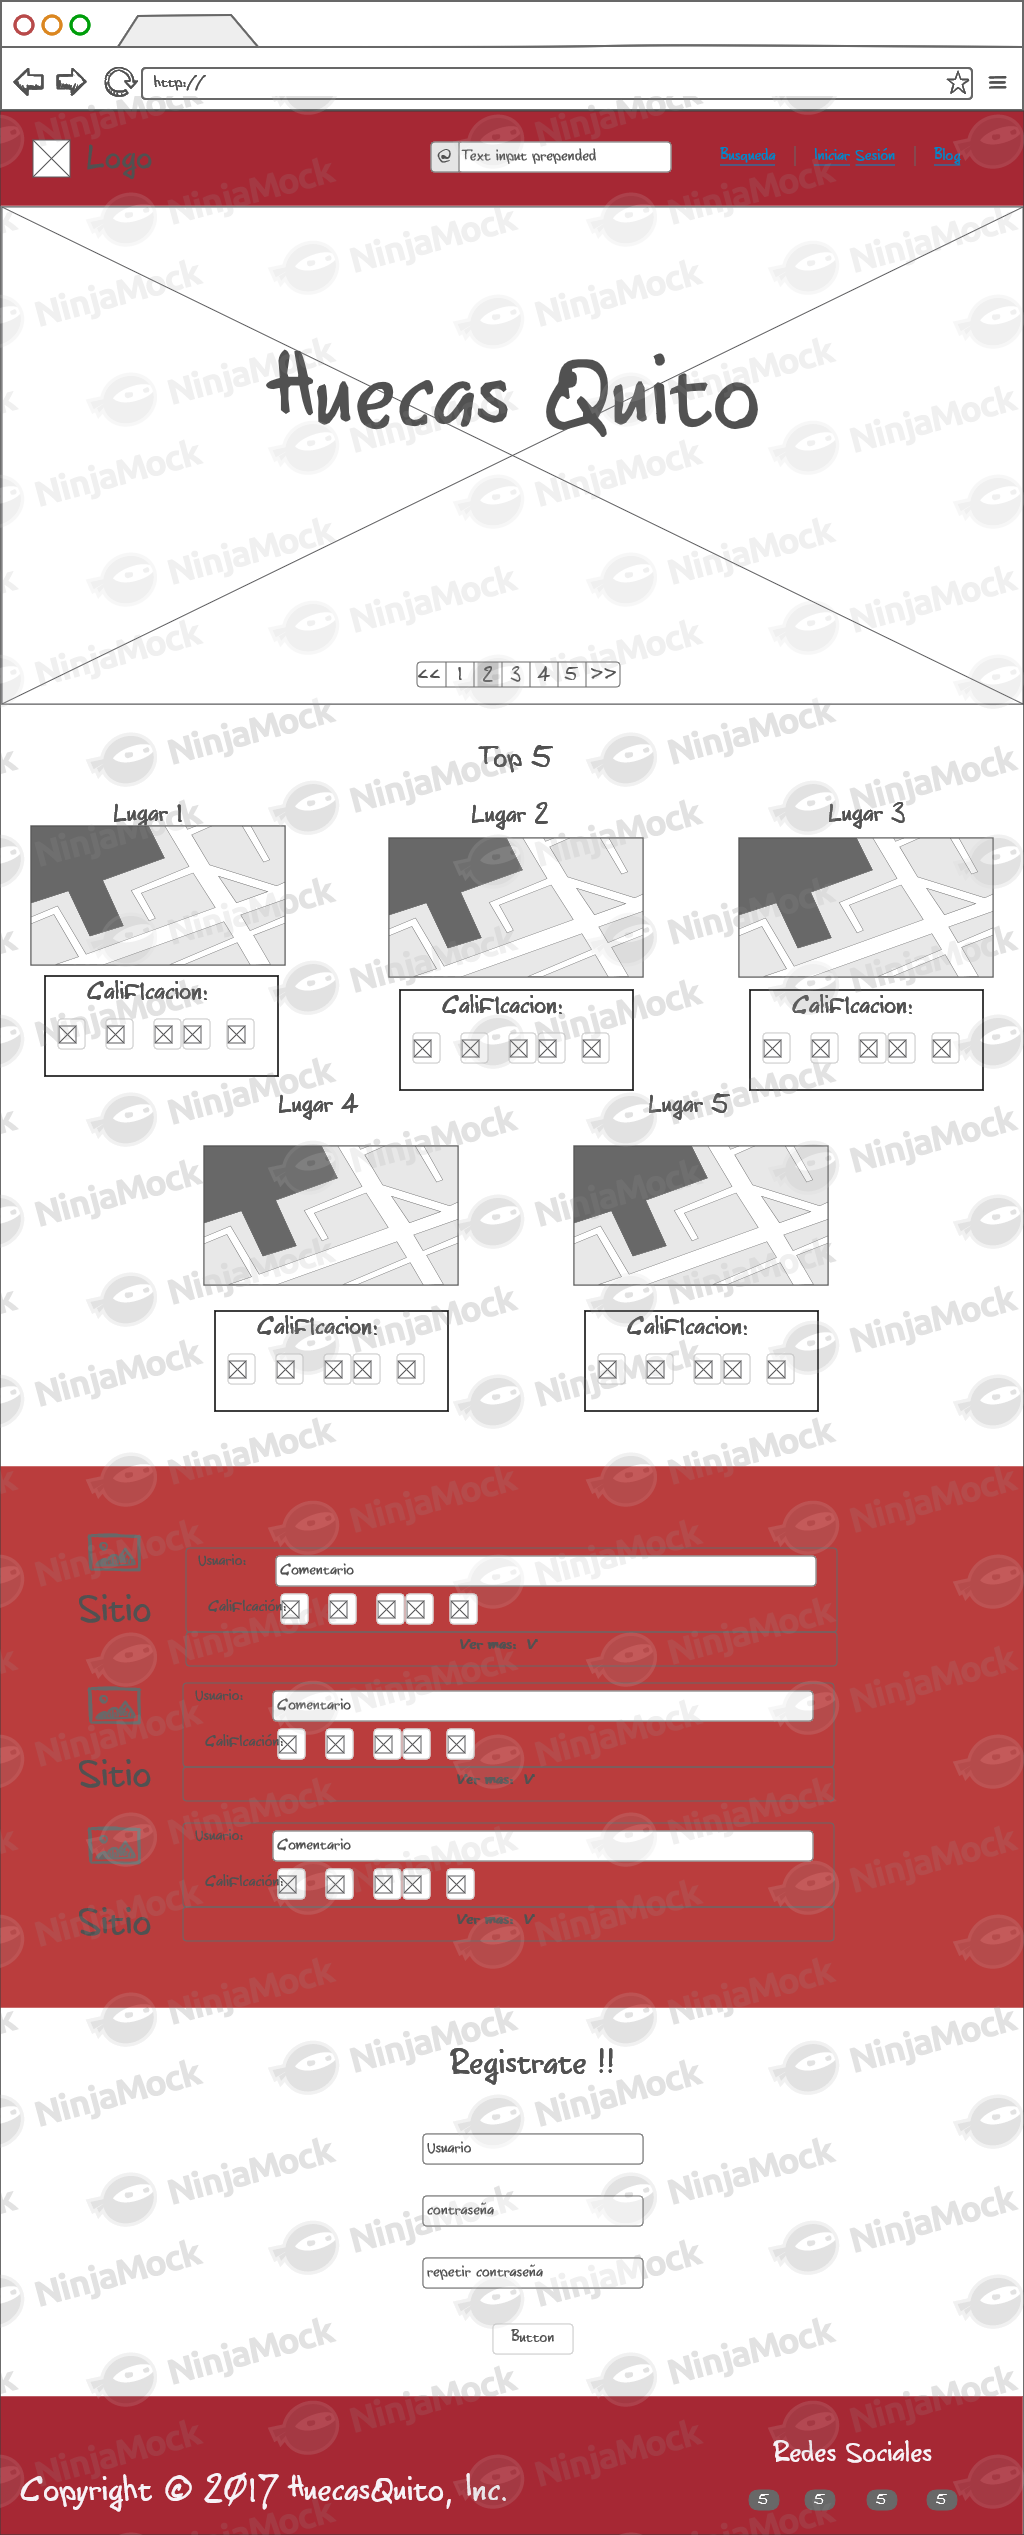 http://
Logo
@ Text input prepended
Busqueda
Iniciar Sesión
Blog
Huecas Quito
<< 1 2 3 4 5 >>
Top 5
Lugar 1
Lugar 2
Lugar 3
CaliFIcacion:
CaliFIcacion:
CaliFIcacion:
Lugar 4
Lugar 5
CaliFIcacion:
CaliFIcacion:
Usuario:
Comentario
Sitio
CaliFIcación:
Ver mas: V
Usuario:
Comentario
CaliFIcación:
Sitio
Ver mas: V
Usuario:
Comentario
CaliFIcación:
Sitio
Ver mas: V
Registrate !!
Usuario
contraseña
repetir contraseña
Button
Redes Sociales
Copyright © 2017 HuecasQuito, Inc.
5 5 5 5
NinjaMock